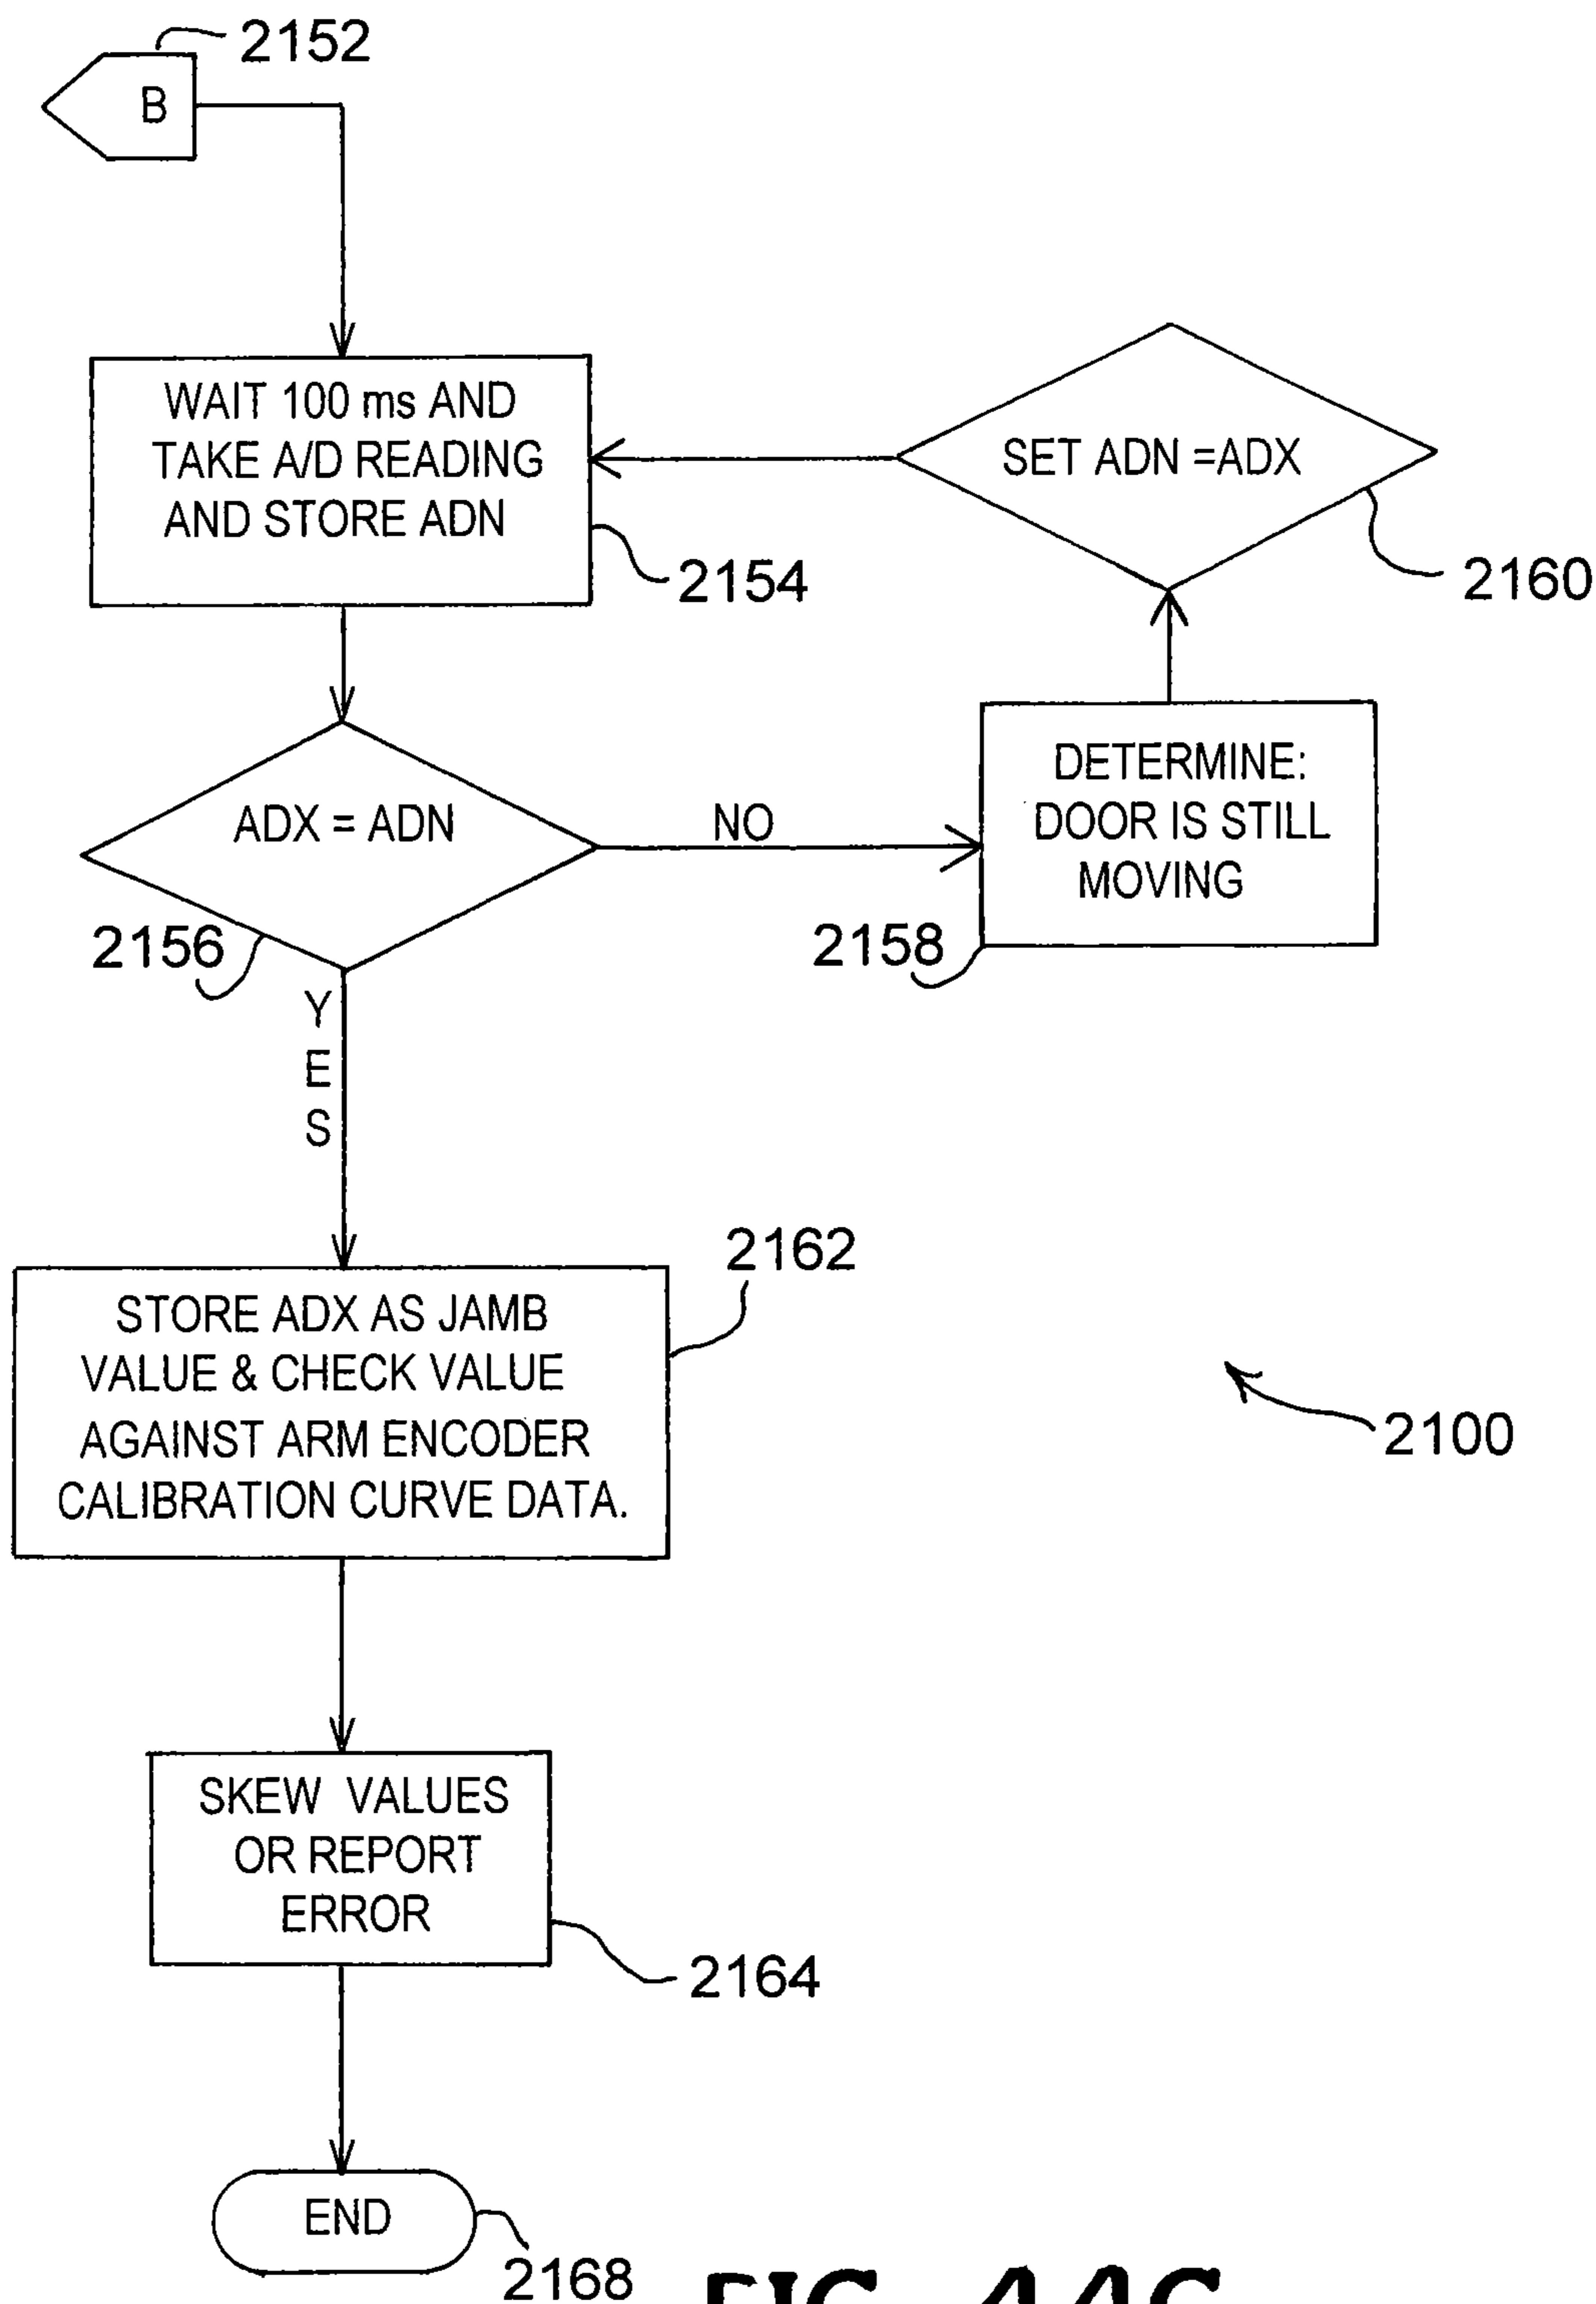 2152
B
WAIT 100 ms AND
TAKE A/D READING
AND STORE ADN
2154
SET ADN =ADX
2160
ADX = ADN
2156
NO
DETERMINE:
DOOR IS STILL
MOVING
2158
YES
STORE ADX AS JAMB
VALUE & CHECK VALUE
AGAINST ARM ENCODER
CALIBRATION CURVE DATA.
2162
2100
SKEW VALUES
OR REPORT
ERROR
2164
END
2168